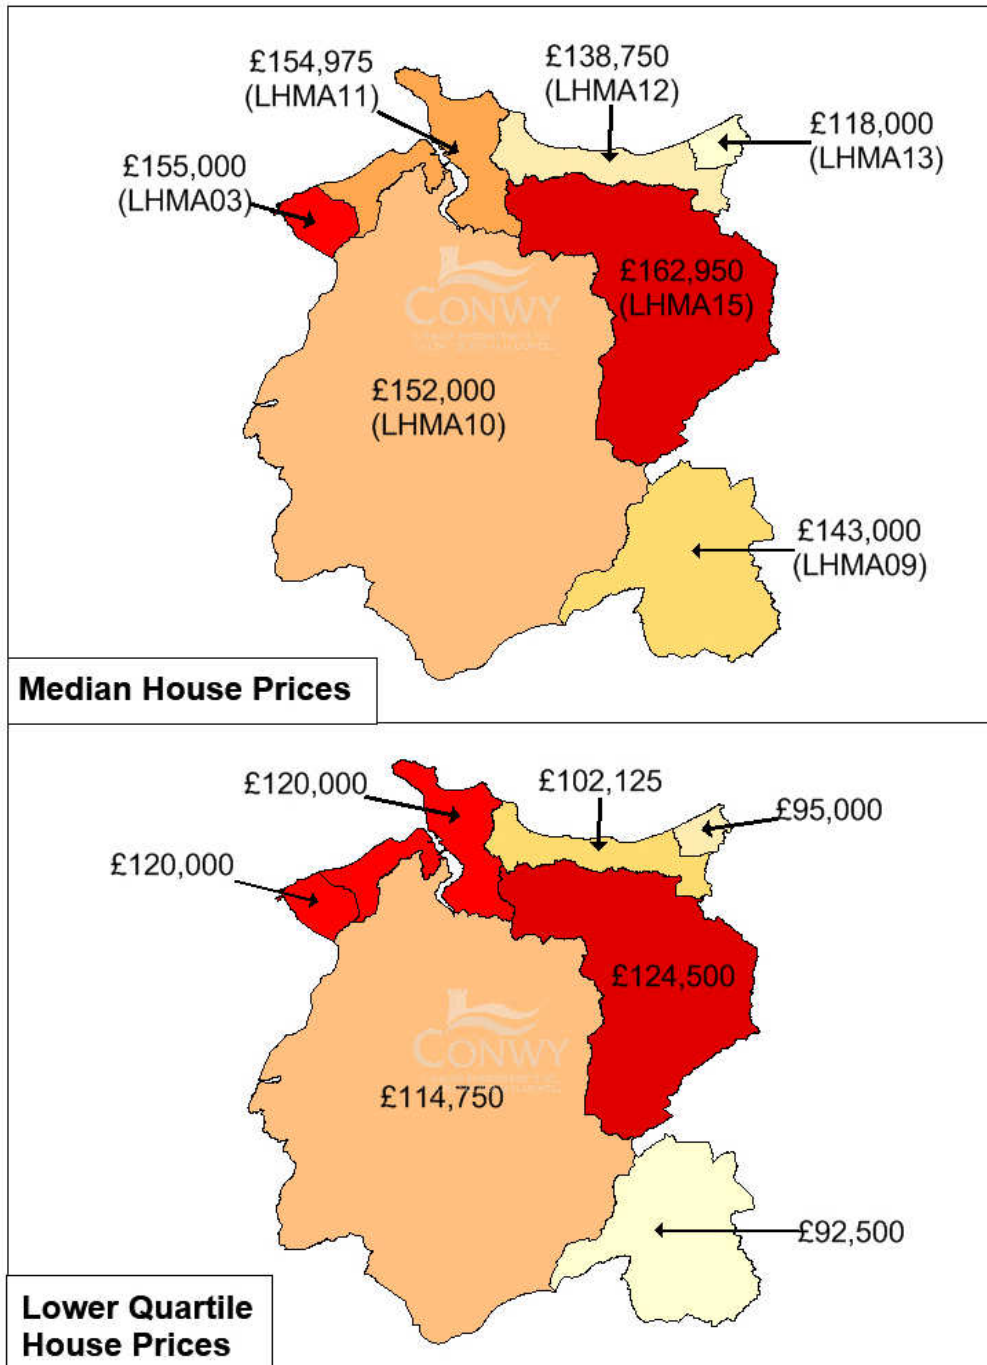 £154,975
(LHMA11)
£138,750
(LHMA12)
£118,000
(LHMA13)
£155,000
(LHMA03)
£162,950
(LHMA15)
CONWY
£152,000
(LHMA10)
£143,000
(LHMA09)
Median House Prices
£120,000
£102,125
£95,000
£120,000
£124,500
CONWY
£114,750
£92,500
Lower Quartile
House Prices